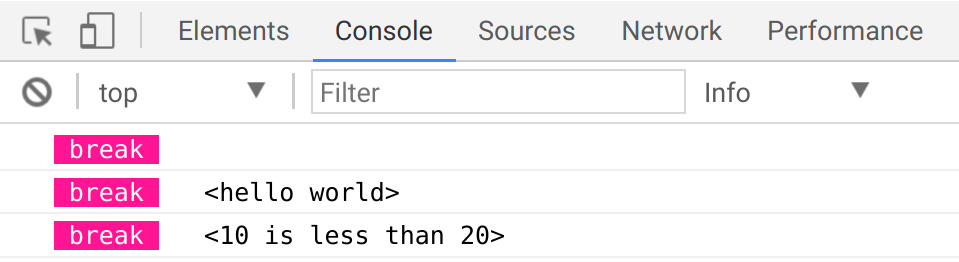 Elements Console Sources Network Performance
top Filter Info
break
break <hello world>
break <10 is less than 20>